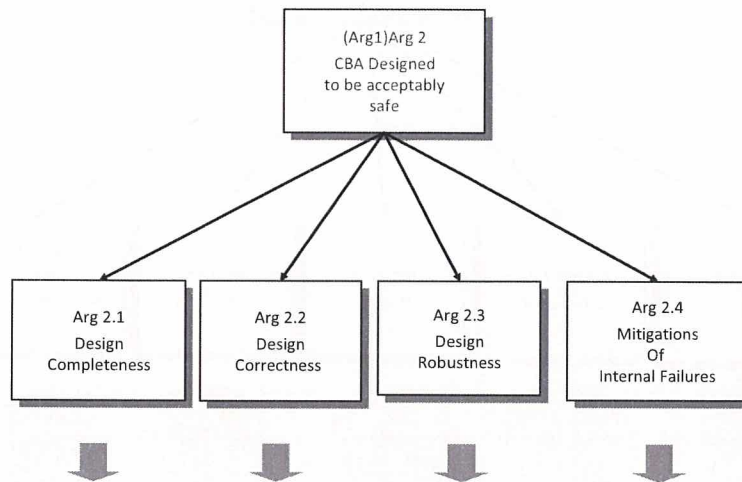 (Arg1)Arg 2
CBA Designed
to be acceptably
safe
Arg 2.1
Design
Completeness
Arg 2.2
Design
Correctness
Arg 2.3
Design
Robustness
Arg 2.4
Mitigations
Of
Internal Failures